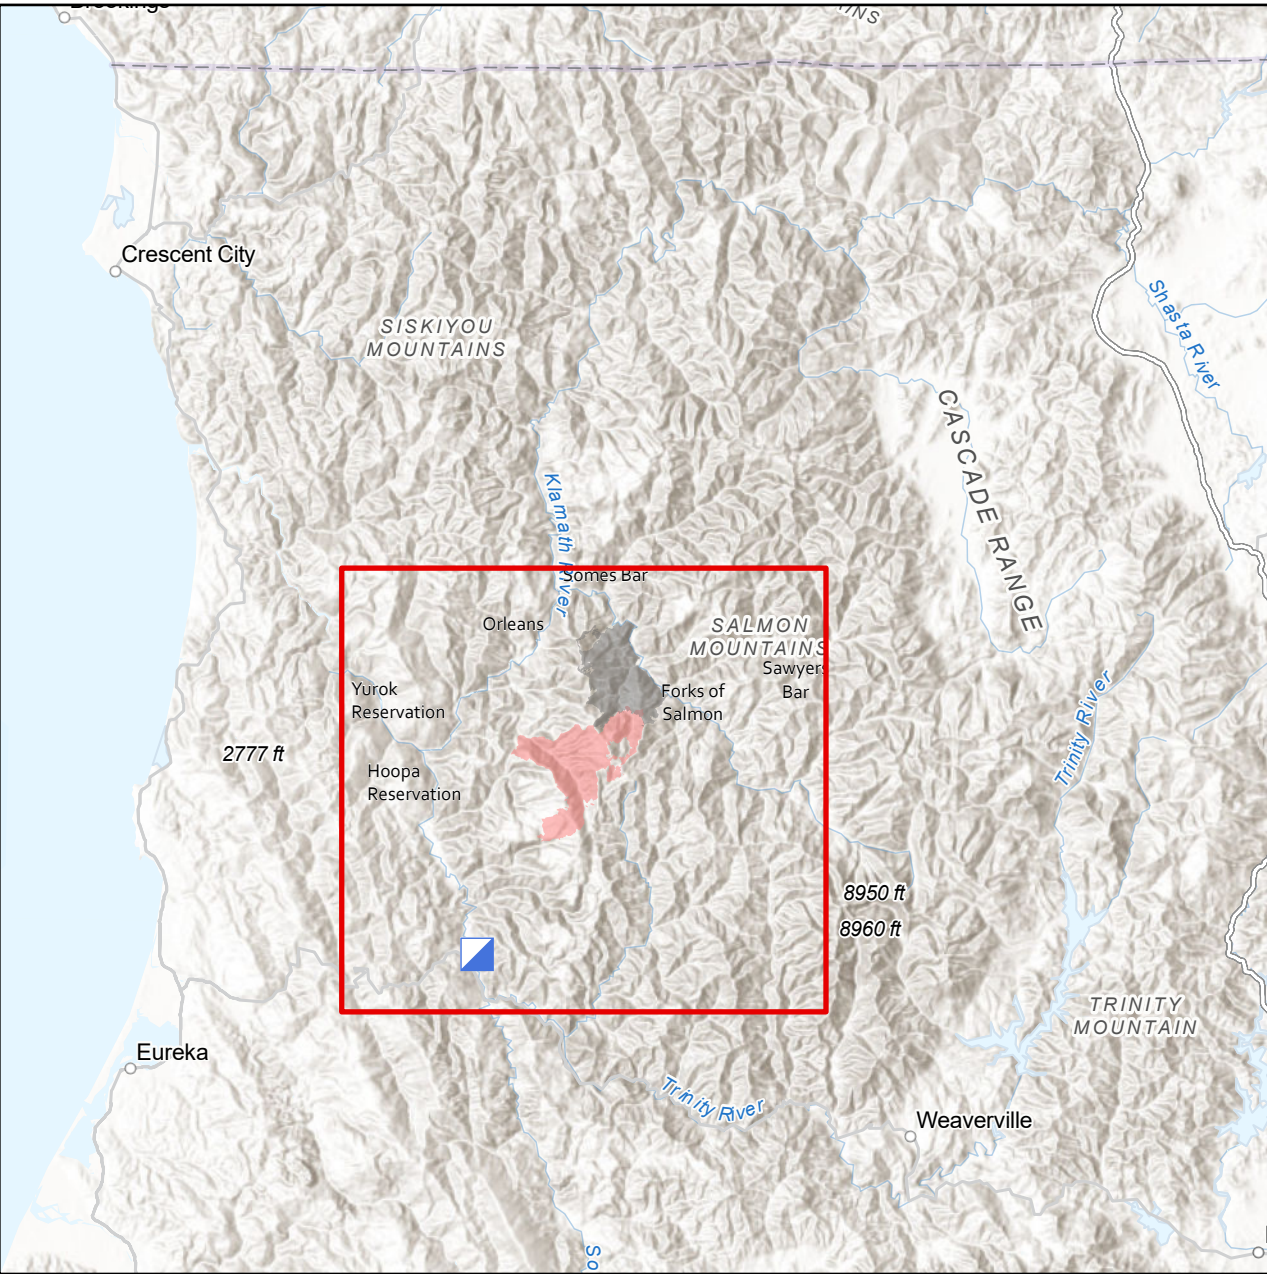 Brookings
Crescent City
SISKIYOU
MOUNTAINS
Shasta River
CASCADE RANGE
Klamath River
Somes Bar
Orleans
SALMON
MOUNTAINS
Sawyers
Bar
Yurok
Reservation
Forks of
Salmon
Trinity River
2777 ft
Hoopa
Reservation
8950 ft
8960 ft
TRINITY
MOUNTAIN
Eureka
Trinity River
Weaverville
So